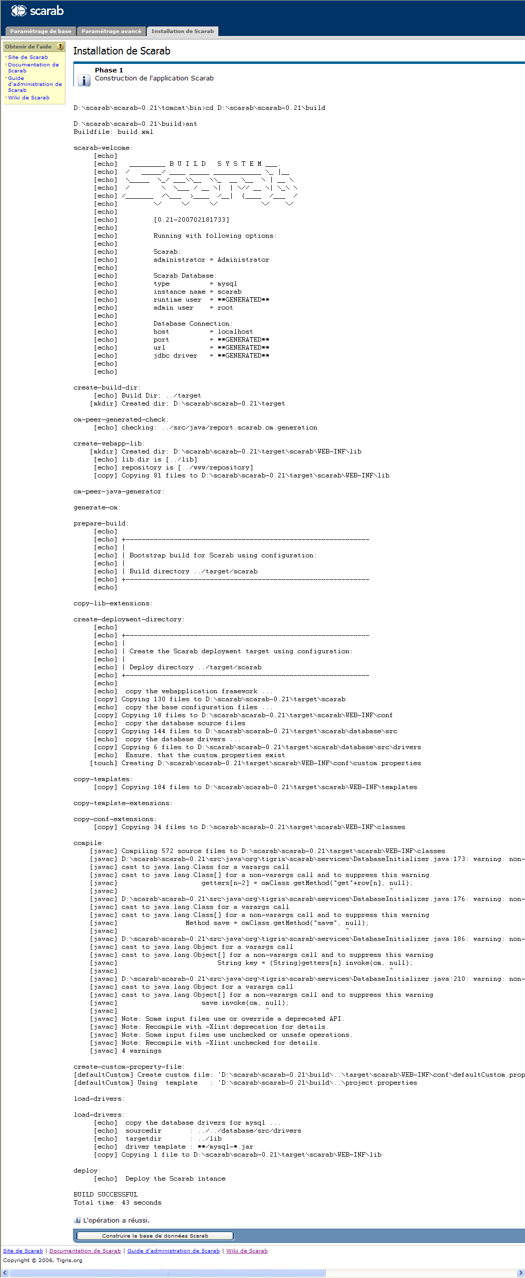 scarab
Paramétrage de base Paramétrage avancé Installation de Scarab
Obtenir de l'aide ?
Site de Scarab
Documentation de
Scarab
Guide
d'administration de
Scarab
Wiki de Scarab
Installation de Scarab
Phase 1
Construction de l'application Scarab
D:\scarab\scarab-0.21\tomcat\bin>cd D:\scarab\scarab-0.21\build
D:\scarab\scarab-0.21\build>ant
Buildfile: build.xml
scarab-welcome:
[echo]
[echo] _________ B U I L D   S Y S T E M ___.
[echo] /   _____/ ____ _____ ____________ \_ |__
[echo] \_____  \_/ ___\\__  \\_  __ \__  \ | __ \
[echo] /        \  \___ / __ \|  | \// __ \| \_\ \
[echo] /_______  /\___  >____  /__|  (____  /___  /
[echo]         \/     \/     \/           \/    \/
[echo]
[echo] [0.21-200702181733]
[echo]
[echo] Running with following options:
[echo]
[echo] Scarab:
[echo] administrator = Administrator
[echo]
[echo] Scarab Database:
[echo] type          = mysql
[echo] instance name = scarab
[echo] runtime user  = **GENERATED**
[echo] admin user    = root
[echo]
[echo] Database Connection:
[echo] host          = localhost
[echo] port          = **GENERATED**
[echo] url           = **GENERATED**
[echo] jdbc driver   = **GENERATED**
[echo]
[echo]
create-build-dir:
[echo] Build Dir: ../target
[mkdir] Created dir: D:\scarab\scarab-0.21\target
om-peer-generated-check:
[echo] checking: ../src/java/report.scarab.om.generation
create-webapp-lib:
[mkdir] Created dir: D:\scarab\scarab-0.21\target\scarab\WEB-INF\lib
[echo] lib.dir is [../lib]
[echo] repository is [../www/repository]
[copy] Copying 81 files to D:\scarab\scarab-0.21\target\scarab\WEB-INF\lib
om-peer-java-generator:
generate-om:
prepare-build:
[echo]
[echo] +------------------------------------------------------------
[echo] |
[echo] | Bootstrap build for Scarab using configuration:
[echo] |
[echo] | Build directory ../target/scarab
[echo] +------------------------------------------------------------
[echo]
copy-lib-extensions:
create-deployment-directory:
[echo]
[echo] +------------------------------------------------------------
[echo] |
[echo] | Create the Scarab deployment target using configuration:
[echo] |
[echo] | Deploy directory ../target/scarab
[echo] +------------------------------------------------------------
[echo]
[echo] copy the webapplication framework ...
[copy] Copying 130 files to D:\scarab\scarab-0.21\target\scarab
[echo] copy the base configuration files ...
[copy] Copying 18 files to D:\scarab\scarab-0.21\target\scarab\WEB-INF\conf
[echo] copy the database source files
[copy] Copying 144 files to D:\scarab\scarab-0.21\target\scarab\database\src
[echo] copy the database drivers ...
[copy] Copying 6 files to D:\scarab\scarab-0.21\target\scarab\database\src\drivers
[echo] Ensure, that the custom.properties exist
[touch] Creating D:\scarab\scarab-0.21\target\scarab\WEB-INF\conf\custom.properties
copy-templates:
[copy] Copying 184 files to D:\scarab\scarab-0.21\target\scarab\WEB-INF\templates
copy-template-extensions:
copy-conf-extensions:
[copy] Copying 34 files to D:\scarab\scarab-0.21\target\scarab\WEB-INF\classes
compile:
[javac] Compiling 572 source files to D:\scarab\scarab-0.21\target\scarab\WEB-INF\classes
[javac] D:\scarab\scarab-0.21\src\java\org\tigris\scarab\services\DatabaseInitializer.java:173: warning: non-
[javac] cast to java.lang.Class for a varargs call
[javac] cast to java.lang.Class[] for a non-varargs call and to suppress this warning
[javac] getters[n-2] = omClass.getMethod("get"+row[n], null);
[javac] ^
[javac] D:\scarab\scarab-0.21\src\java\org\tigris\scarab\services\DatabaseInitializer.java:176: warning: non-
[javac] cast to java.lang.Class for a varargs call
[javac] cast to java.lang.Class[] for a non-varargs call and to suppress this warning
[javac] Method save = omClass.getMethod("save", null);
[javac] ^
[javac] D:\scarab\scarab-0.21\src\java\org\tigris\scarab\services\DatabaseInitializer.java:186: warning: non-
[javac] cast to java.lang.Object for a varargs call
[javac] cast to java.lang.Object[] for a non-varargs call and to suppress this warning
[javac] String key = (String)getters[n].invoke(om, null);
[javac] ^
[javac] D:\scarab\scarab-0.21\src\java\org\tigris\scarab\services\DatabaseInitializer.java:210: warning: non-
[javac] cast to java.lang.Object for a varargs call
[javac] cast to java.lang.Object[] for a non-varargs call and to suppress this warning
[javac] save.invoke(om, null);
[javac] ^
[javac] Note: Some input files use or override a deprecated API.
[javac] Note: Recompile with -Xlint:deprecation for details.
[javac] Note: Some input files use unchecked or unsafe operations.
[javac] Note: Recompile with -Xlint:unchecked for details.
[javac] 4 warnings
create-custom-property-file:
[defaultCustom] Create custom file: 'D:\scarab\scarab-0.21\build\..\target\scarab\WEB-INF\conf\defaultCustom.prop
[defaultCustom] Using  template   : 'D:\scarab\scarab-0.21\build\..\project.properties
load-drivers:
load-drivers:
[echo] copy the database drivers for mysql ...
[echo] sourcedir       : ../../database/src/drivers
[echo] targetdir       : ../lib
[echo] driver template : **/mysql-*.jar
[copy] Copying 1 file to D:\scarab\scarab-0.21\target\scarab\WEB-INF\lib
deploy:
[echo] Deploy the Scarab intance
BUILD SUCCESSFUL
Total time: 43 seconds
L'opération a réussi.
Construire la base de données Scarab
Site de Scarab | Documentation de Scarab | Guide d'administration de Scarab | Wiki de Scarab
Copyright © 2006, Tigris.org